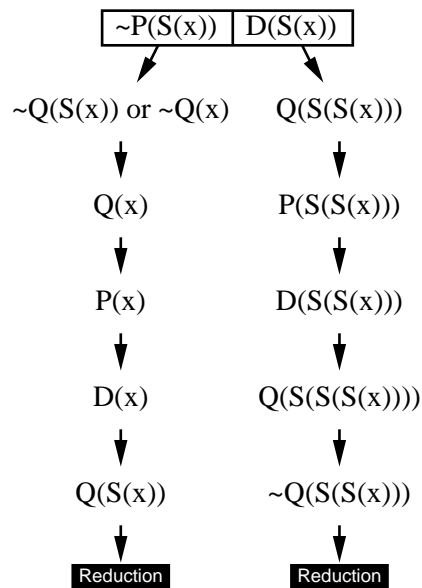 ~P(S(x)) D(S(x))
~Q(S(x)) or ~Q(x) Q(S(S(x)))
Q(x) P(S(S(x)))
P(x) D(S(S(x)))
D(x) Q(S(S(S(x))))
Q(S(x)) ~Q(S(S(x)))
Reduction Reduction